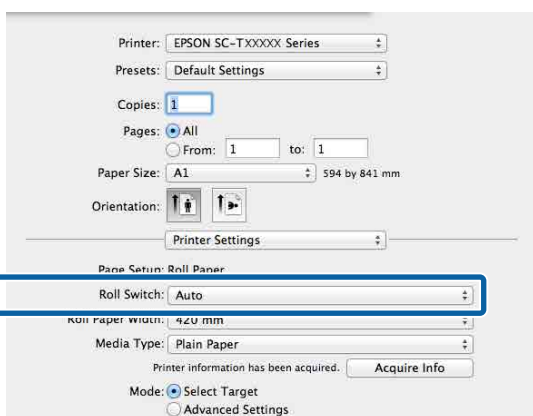 Printer: EPSON SC-TXXXXX Series
Presets: Default Settings
Copies: 1
Pages: All
From: 1 to: 1
Paper Size: A1 594 by 841 mm
Orientation:
Printer Settings
Page Setup: Roll Paper
Roll Switch: Auto
Roll Paper Width: 420 mm
Media Type: Plain Paper
Printer information has been acquired. Acquire Info
Mode: Select Target
Advanced Settings